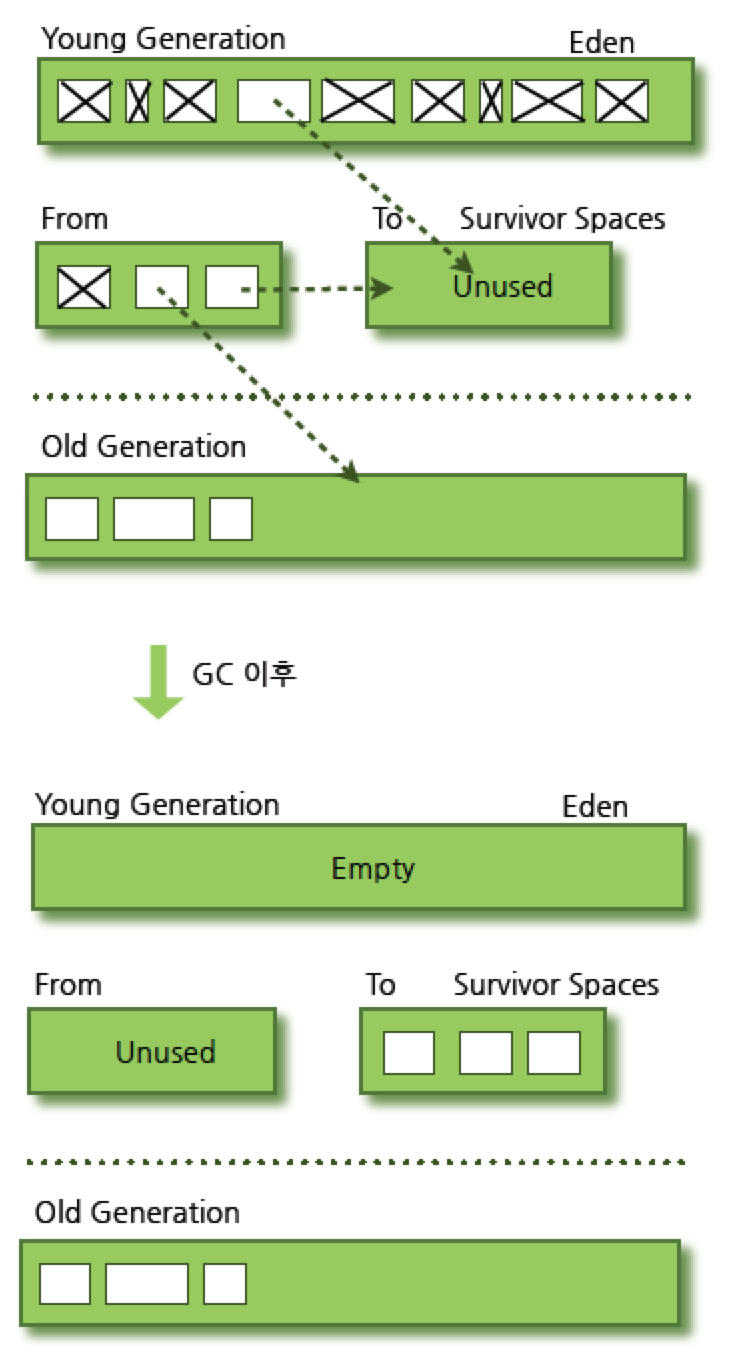 Young Generation Eden
From To Survivor Spaces
Unused
Old Generation
GC 이후
Young Generation Eden
Empty
From To Survivor Spaces
Unused
Old Generation